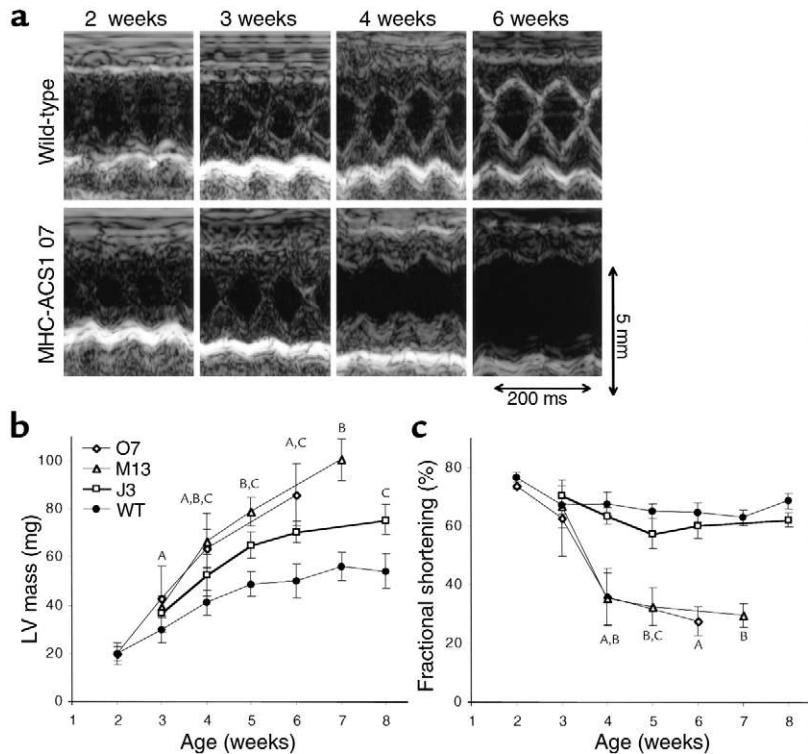 a
2 weeks 3 weeks 4 weeks 6 weeks
Wild-type
MHC-ACS1 07
5 mm
200 ms
b
O7
M13
J3
WT
LV mass (mg)
100
80
60
40
20
0
A
A,B,C
B,C
A,C
B
C
1 2 3 4 5 6 7 8
Age (weeks)
c
Fractional shortening (%)
80
60
40
20
0
A,B
B,C
A
B
1 2 3 4 5 6 7 8
Age (weeks)